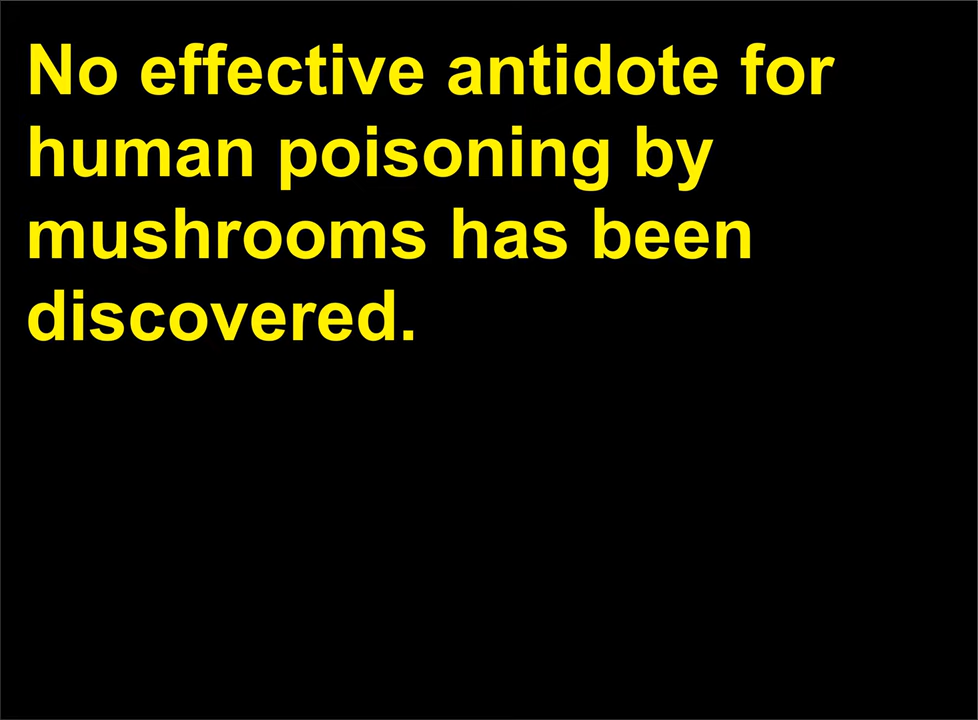 No effective antidote for
human poisoning by
mushrooms has been
discovered.